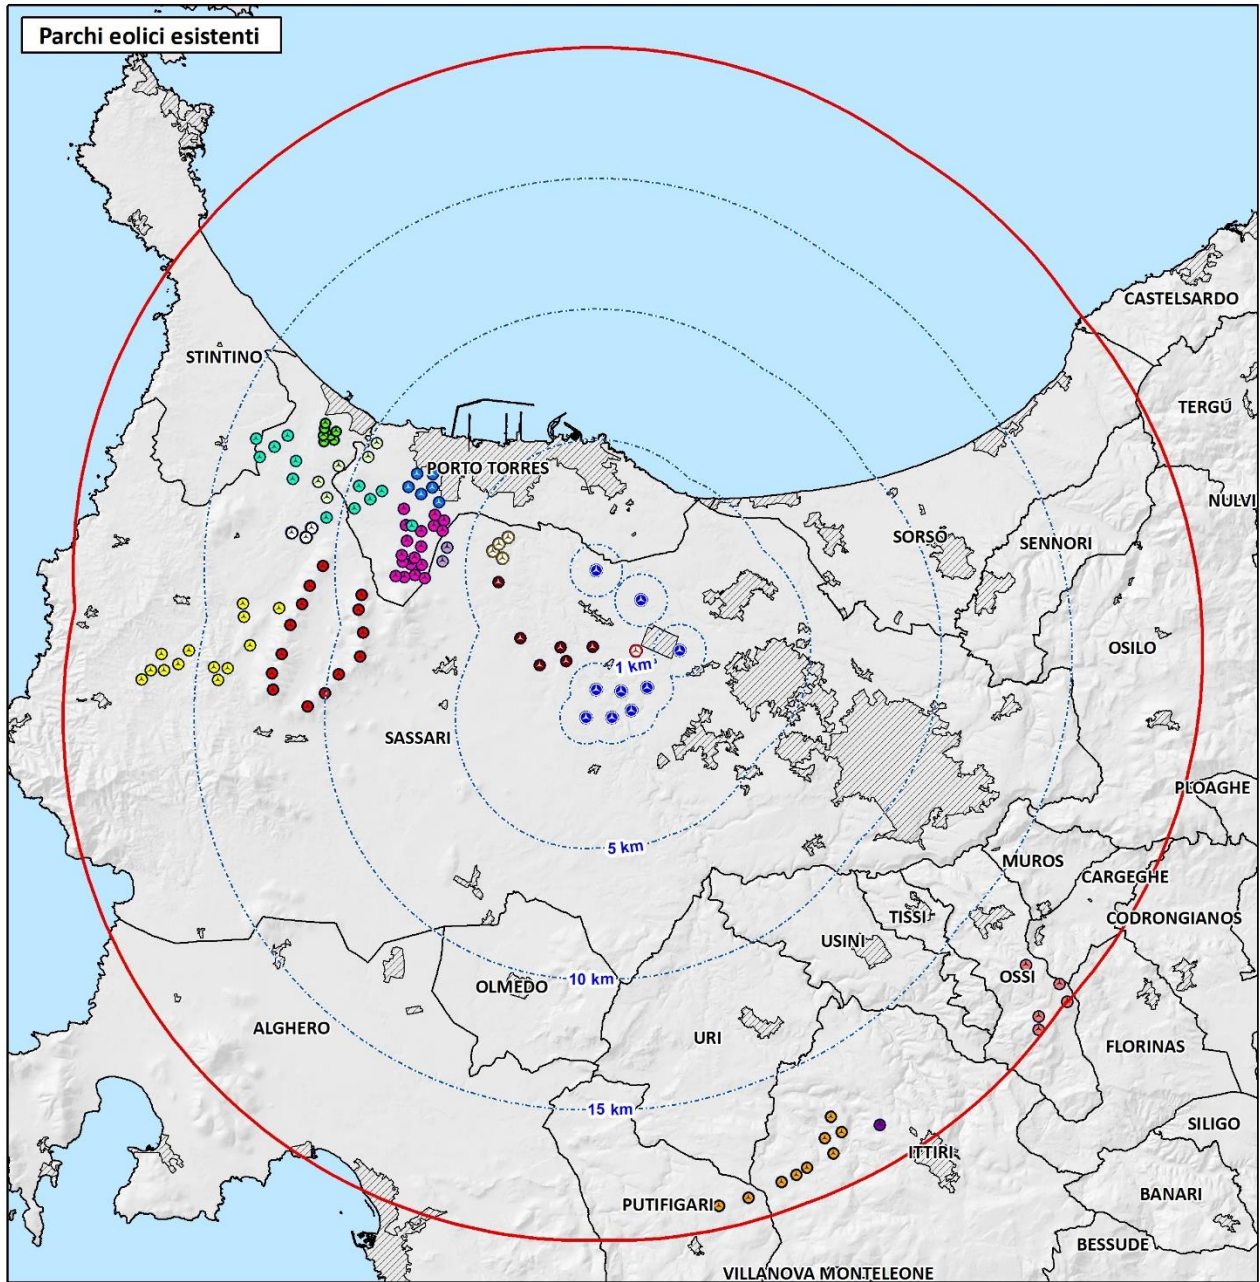 Parchi eolici esistenti
CASTELSARDO
STINTINO
TERGU
PORTO TORRES
NULVI
SORSO
SENNORI
OSILO
1 km
SASSARI
PLOAGHE
5 km
MUROS
CARGEGHE
TISSI
CODRONGIANOS
USINI
OSSI
10 km
OLMEDO
ALGHERO
URI
FLORINAS
15 km
SILIGO
ITTIRI
BANARI
PUTIFIGARI
BESSUDE
VILLANOVA MONTELEONE